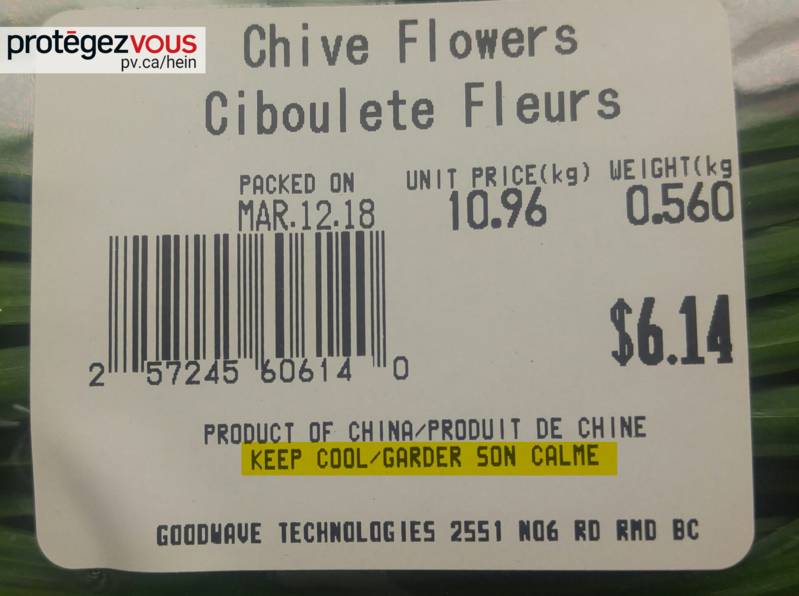 protégezvous
pv.ca/hein
Chive Flowers
Ciboulete Fleurs
PACKED ON UNIT PRICE(kg) WEIGHT(kg
MAR.12.18 10.96 0.560
$6.14
2 57245 60614 0
PRODUCT OF CHINA/PRODUIT DE CHINE
KEEP COOL/GARDER SON CALME
GOODWAVE TECHNOLOGIES 2551 NO6 RD RMD BC